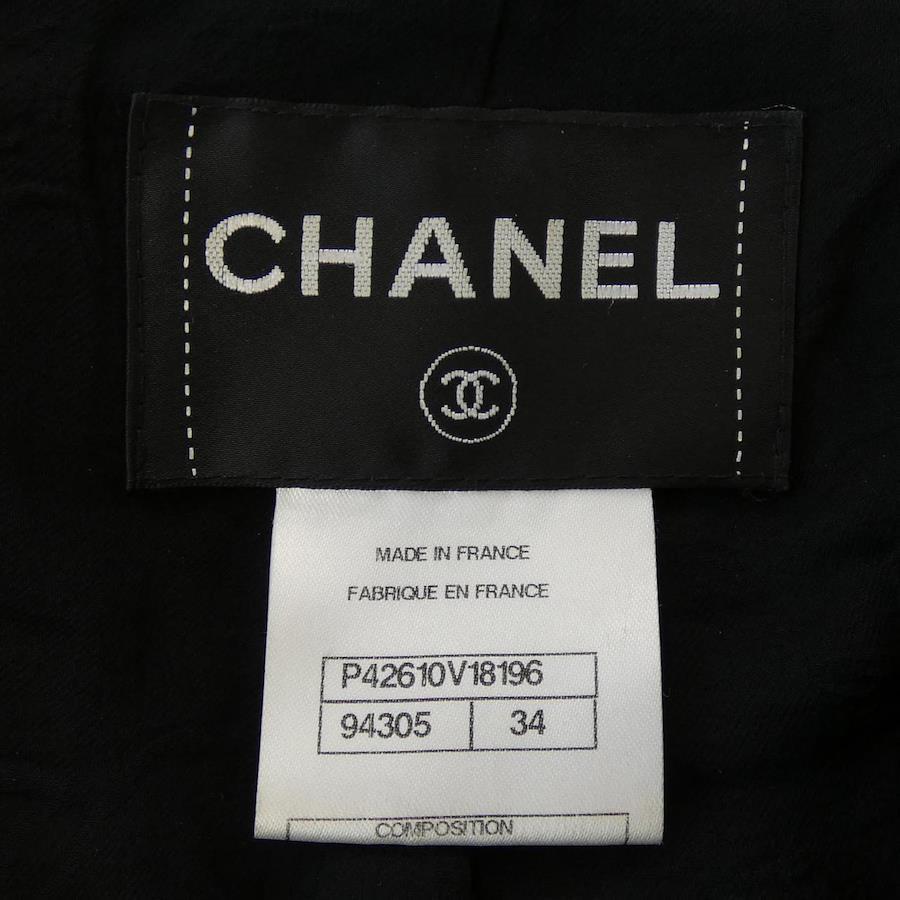 CHANEL
MADE IN FRANCE
FABRIQUE EN FRANCE
P42610V18196
94305 34
COMPOSITION